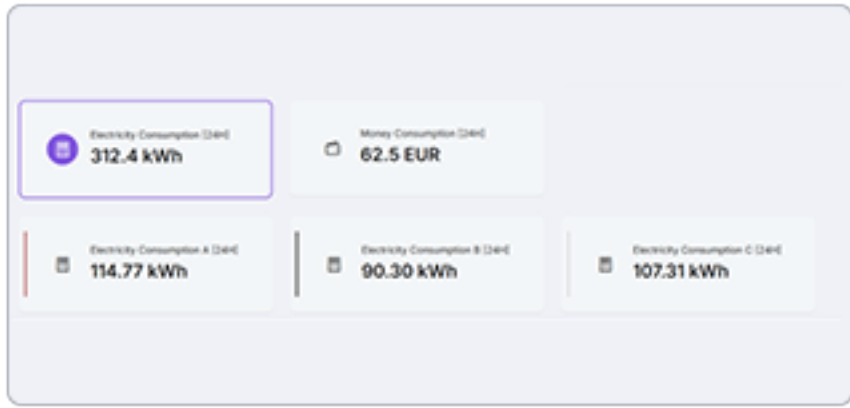 Electricity Consumption [24H]
312.4 kWh
Money Consumption [24H]
62.5 EUR
Electricity Consumption A [24H]
114.77 kWh
Electricity Consumption B [24H]
90.30 kWh
Electricity Consumption C [24H]
107.31 kWh